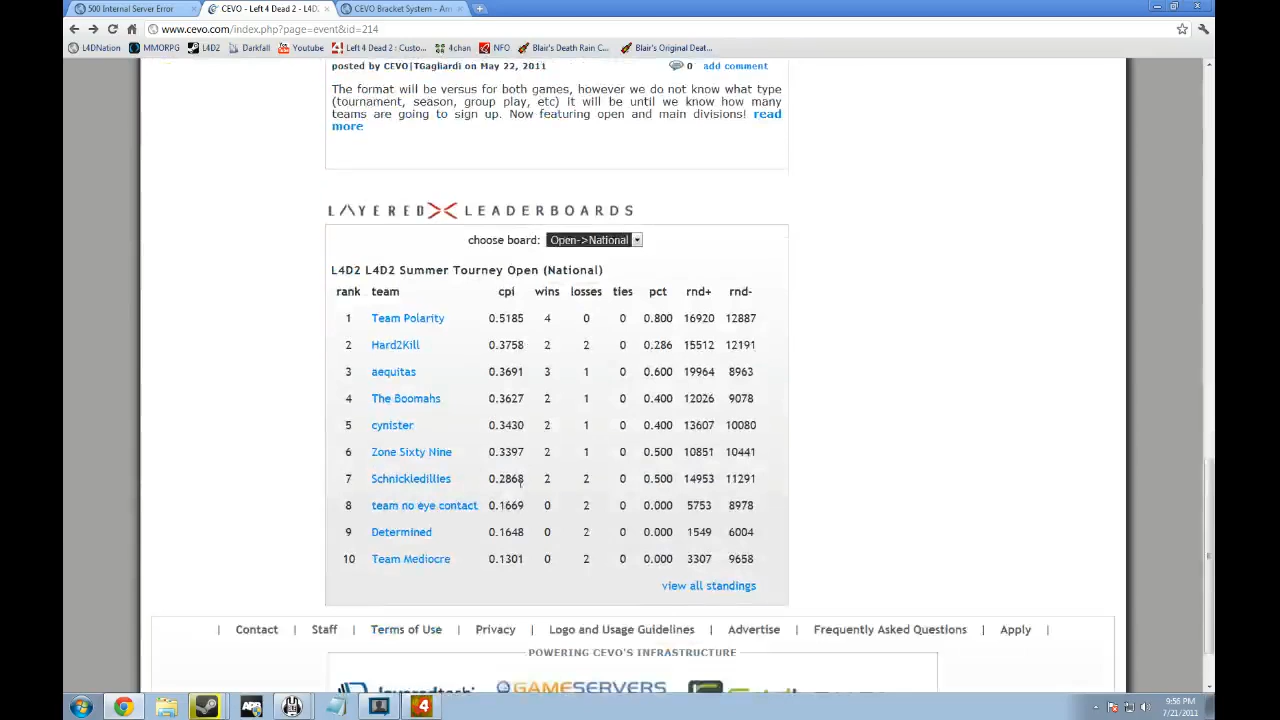 500 Internal Server Error
CEVO - Left 4 Dead 2 - L4D.
CEVO Bracket System - An
www.cevo.com/index.php?page=event&id=214
L4DNation MMORPG L4D2 Darkfall Youtube Left 4 Dead 2 : Custo... 4chan NFO Blair's Death Rain C... Blair's Original Deat...
posted by CEVO|TGagliardi on May 22, 2011 0 add comment
The format will be versus for both games, however we do not know what type
(tournament, season, group play, etc) it will be until we know how many
teams are going to sign up. Now featuring open and main divisions! read
more
LAYERED LEADERBOARDS
choose board: Open->National
L4D2 L4D2 Summer Tourney Open (National)
rank team cpi wins losses ties pct rnd+ rnd-
1 Team Polarity 0.5185 4 0 0 0.800 16920 12887
2 Hard2Kill 0.3758 2 2 0 0.286 15512 12191
3 aequitas 0.3691 3 1 0 0.600 19964 8963
4 The Boomahs 0.3627 2 1 0 0.400 12026 9078
5 cynister 0.3430 2 1 0 0.400 13607 10080
6 Zone Sixty Nine 0.3397 2 1 0 0.500 10851 10441
7 Schnickledillies 0.2868 2 2 0 0.500 14953 11291
8 team no eye contact 0.1669 0 2 0 0.000 5753 8978
9 Determined 0.1648 0 2 0 0.000 1549 6004
10 Team Mediocre 0.1301 0 2 0 0.000 3307 9658
view all standings
| Contact | Staff | Terms of Use | Privacy | Logo and Usage Guidelines | Advertise | Frequently Asked Questions | Apply |
POWERING CEVO'S INFRASTRUCTURE
GAMESERVERS
9:56 PM
7/21/2011